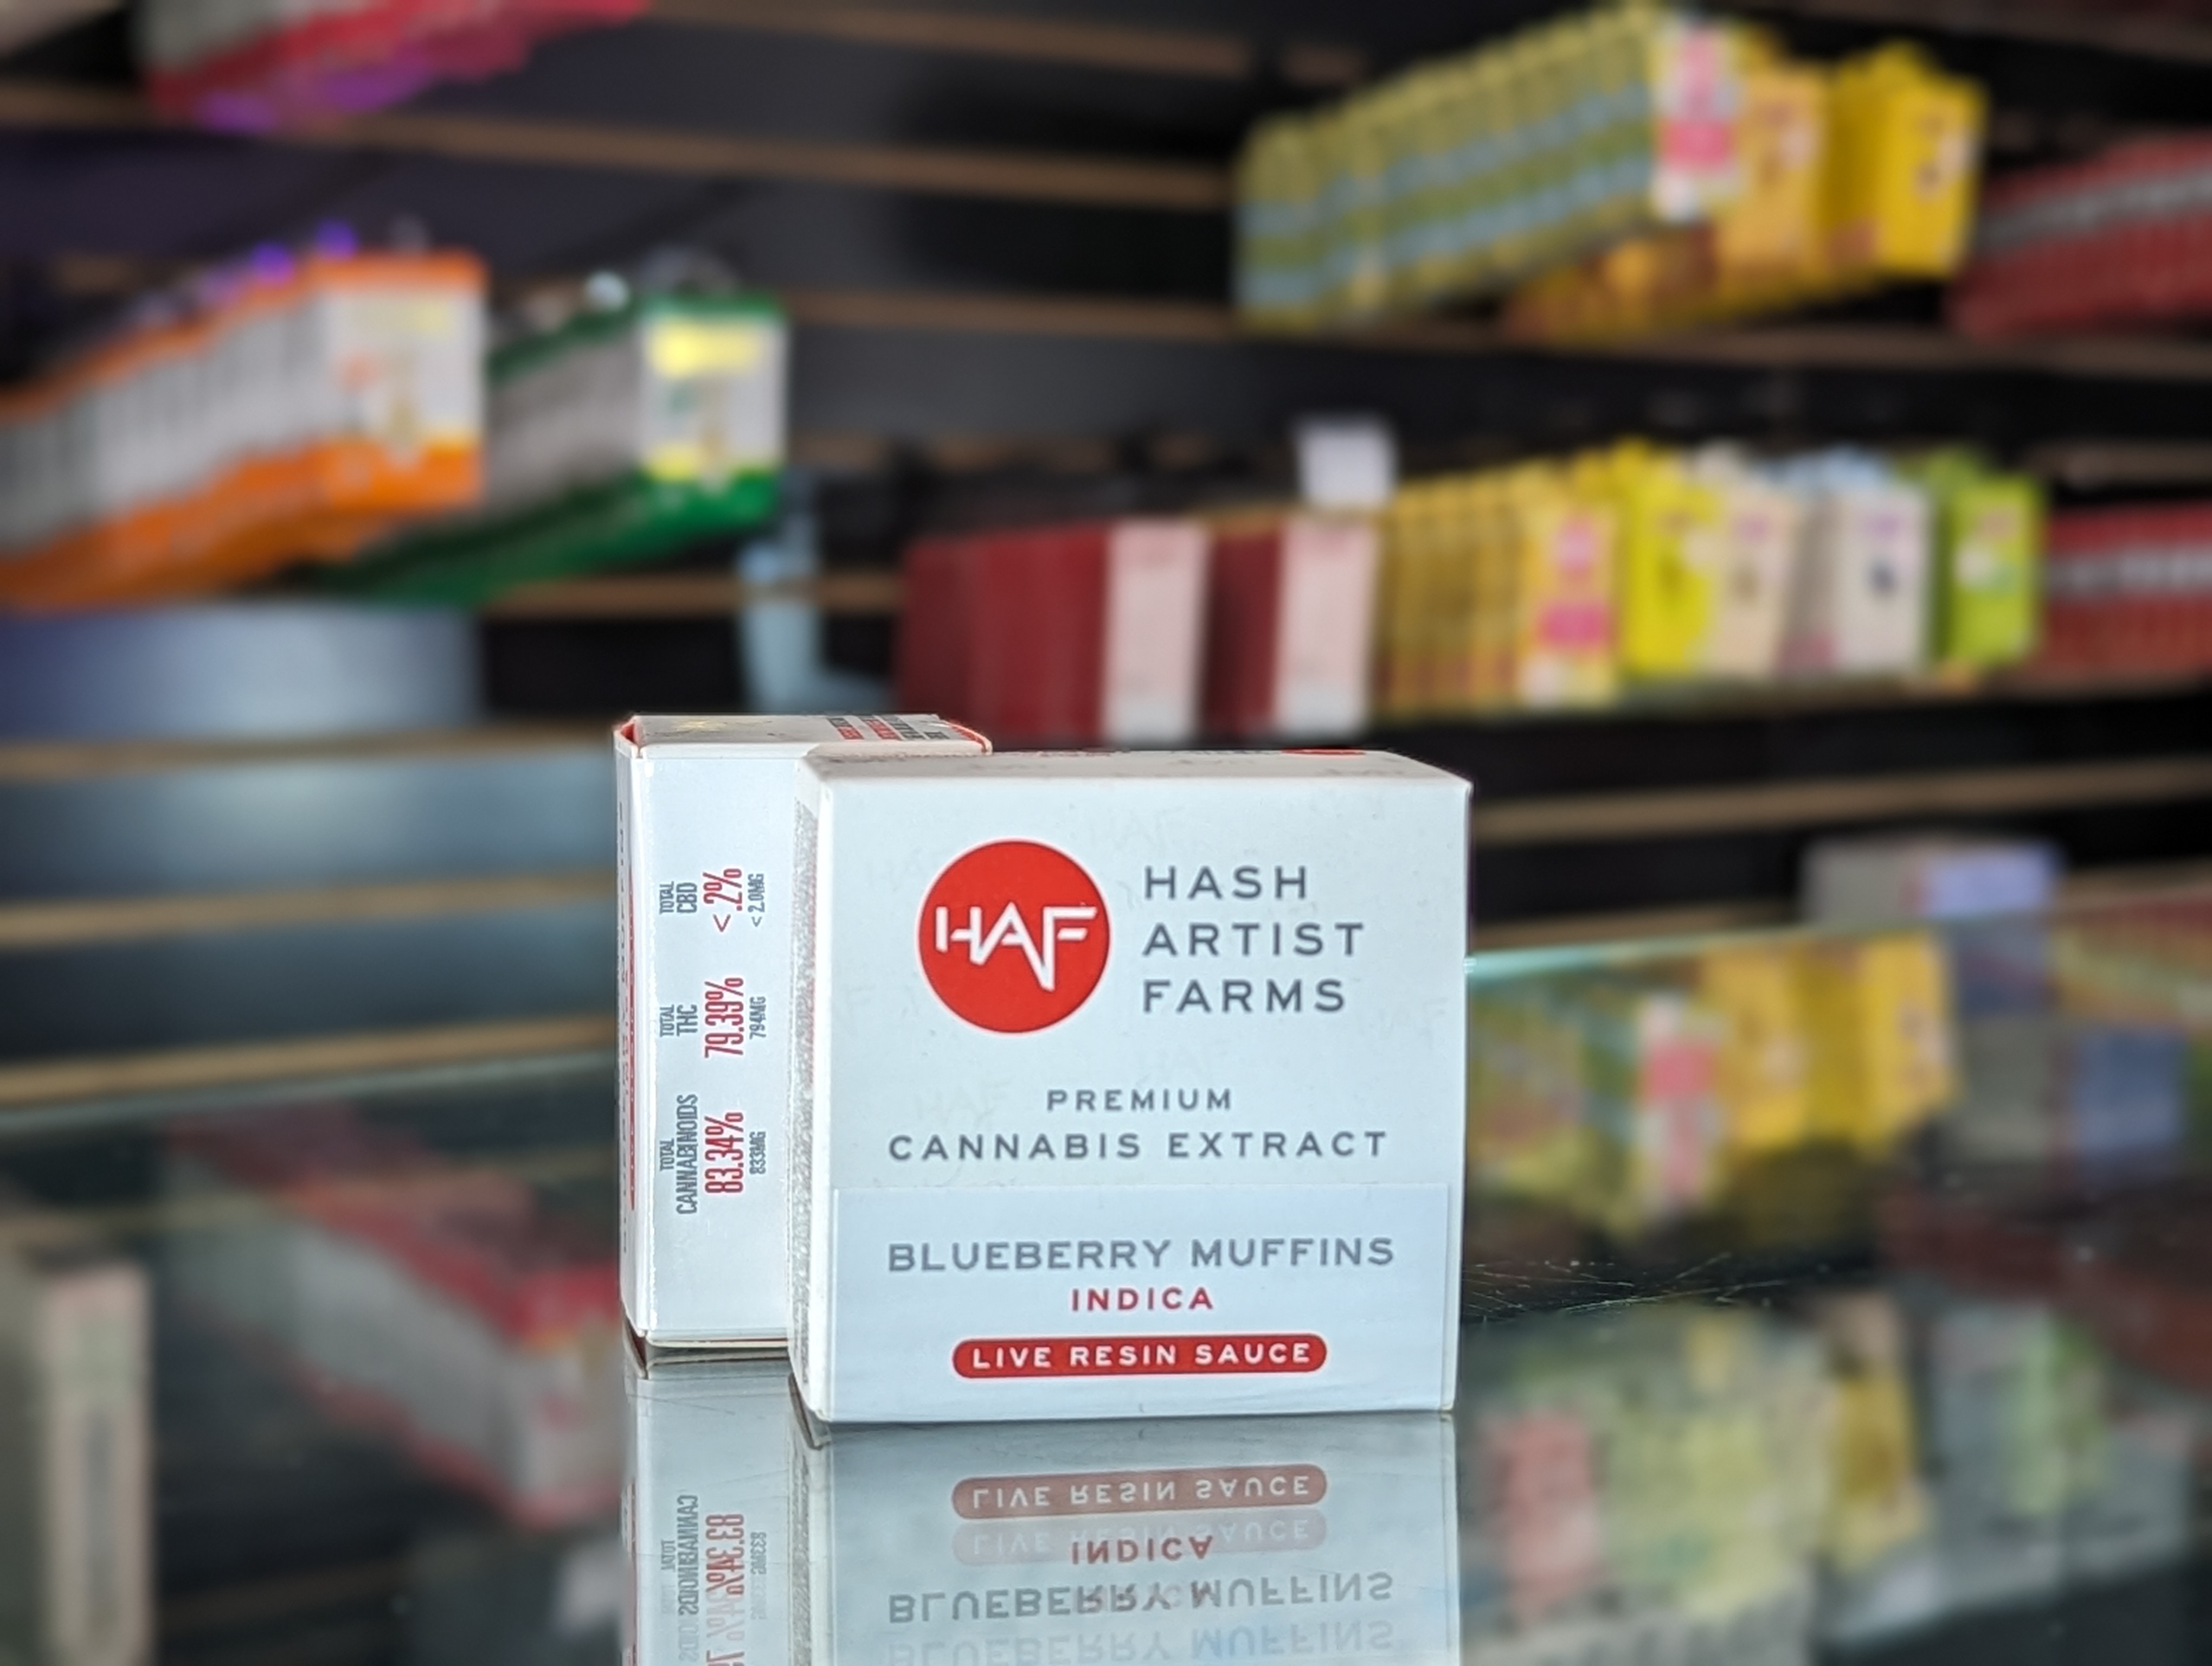 TOTAL
CBD
< .2%
< 2.0MG
TOTAL
THC
79.39%
794MG
TOTAL
CANNABINOIDS
83.34%
833MG
HAF
HASH
ARTIST
FARMS
PREMIUM
CANNABIS EXTRACT
BLUEBERRY MUFFINS
INDICA
LIVE RESIN SAUCE